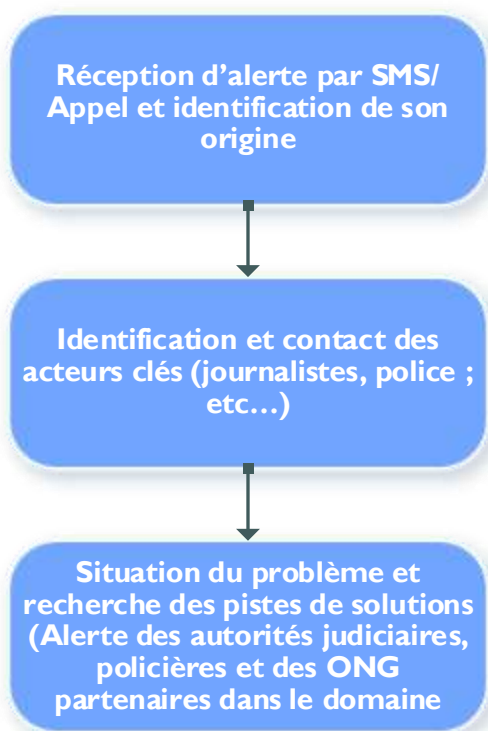 Réception d’alerte par SMS/
Appel et identification de son
origine
Identification et contact des
acteurs clés (journalistes, police ;
etc…)
Situation du problème et
recherche des pistes de solutions
(Alerte des autorités judiciaires,
policières et des ONG
partenaires dans le domaine